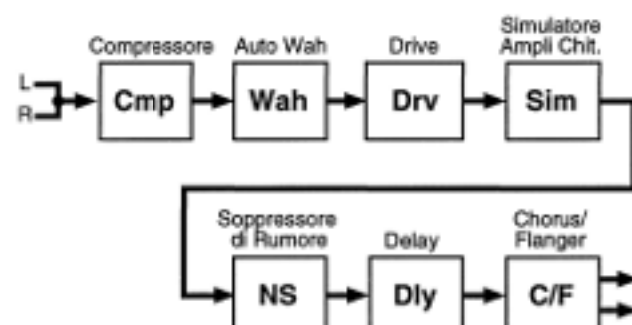 Compressore
Auto Wah
Drive
Simulatore
Ampli Chit.
L
R
Cmp
Wah
Drv
Sim
Soppressore
di Rumore
Delay
Chorus/
Flanger
NS
Dly
C/F